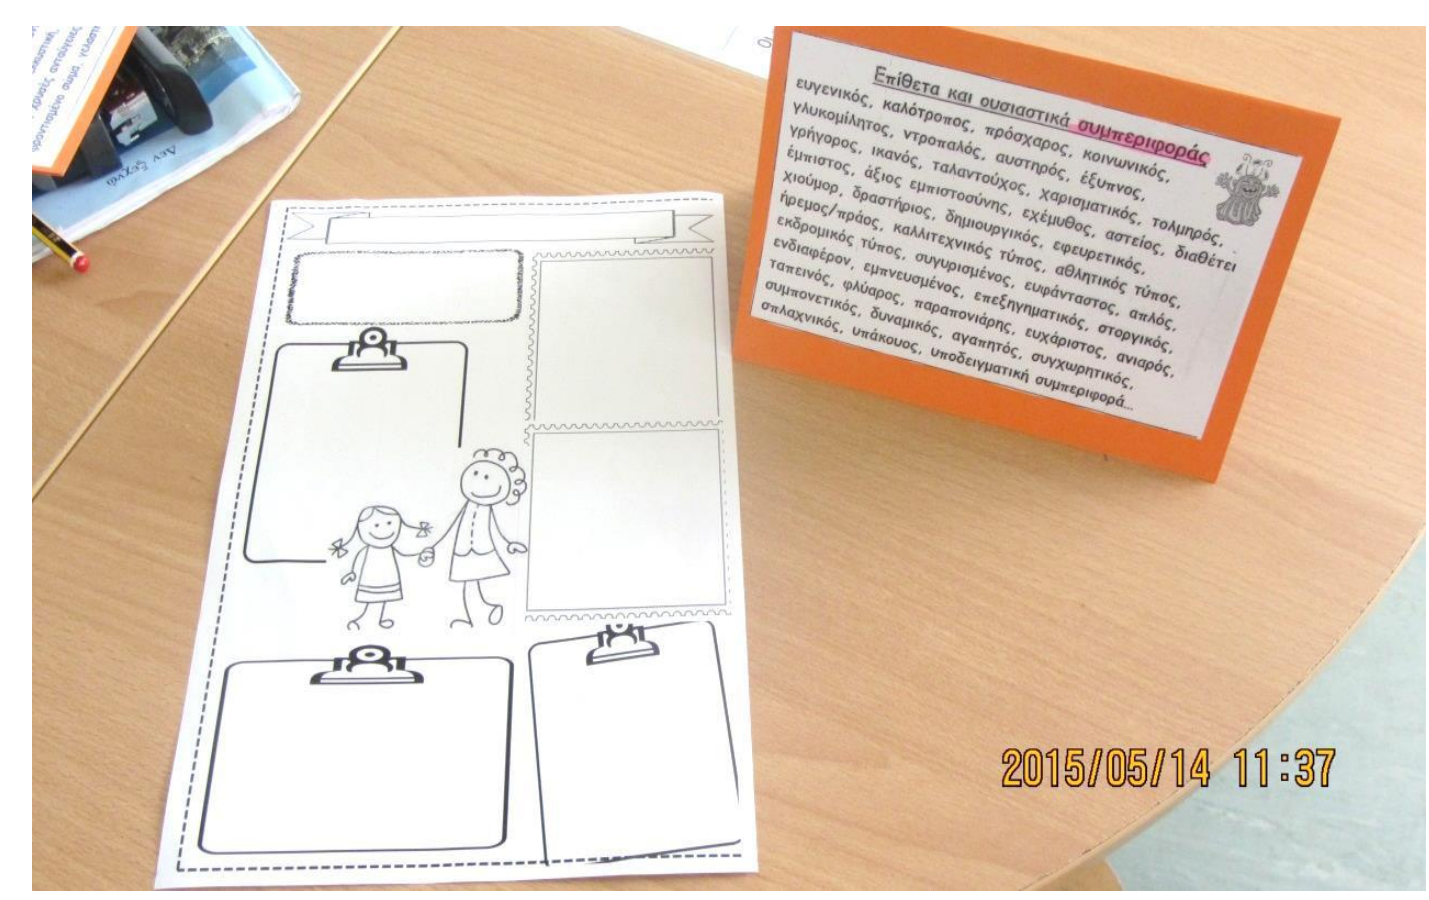 Επίθετα και ουσιαστικά συμπεριφοράς
ευγενικός, καλότροπος, πρόσχαρος, κοινωνικός,
γλυκομίλητος, ντροπαλός, αυστηρός, έξυπνος,
γρήγορος, ικανός, ταλαντούχος, χαρισματικός, τολμηρός,
έμπιστος, άξιος εμπιστοσύνης, εχέμυθος, αστείος, διαθέτει
χιούμορ, δραστήριος, δημιουργικός, εφευρετικός,
ήρεμος/πράος, καλλιτεχνικός τύπος, αθλητικός τύπος,
εκδρομικός τύπος, συγυρισμένος, ευφάνταστος, απλός,
ενδιαφέρον, εμπνευσμένος, επεξηγηματικός, στοργικός,
ταπεινός, φλύαρος, παραπονιάρης, ευχάριστος, ανιαρός,
συμπονετικός, δυναμικός, αγαπητός, συγχωρητικός,
σπλαχνικός, υπάκουος, υποδειγματική συμπεριφορά...
Δεν ξεχνώ
2015/05/14 11:37